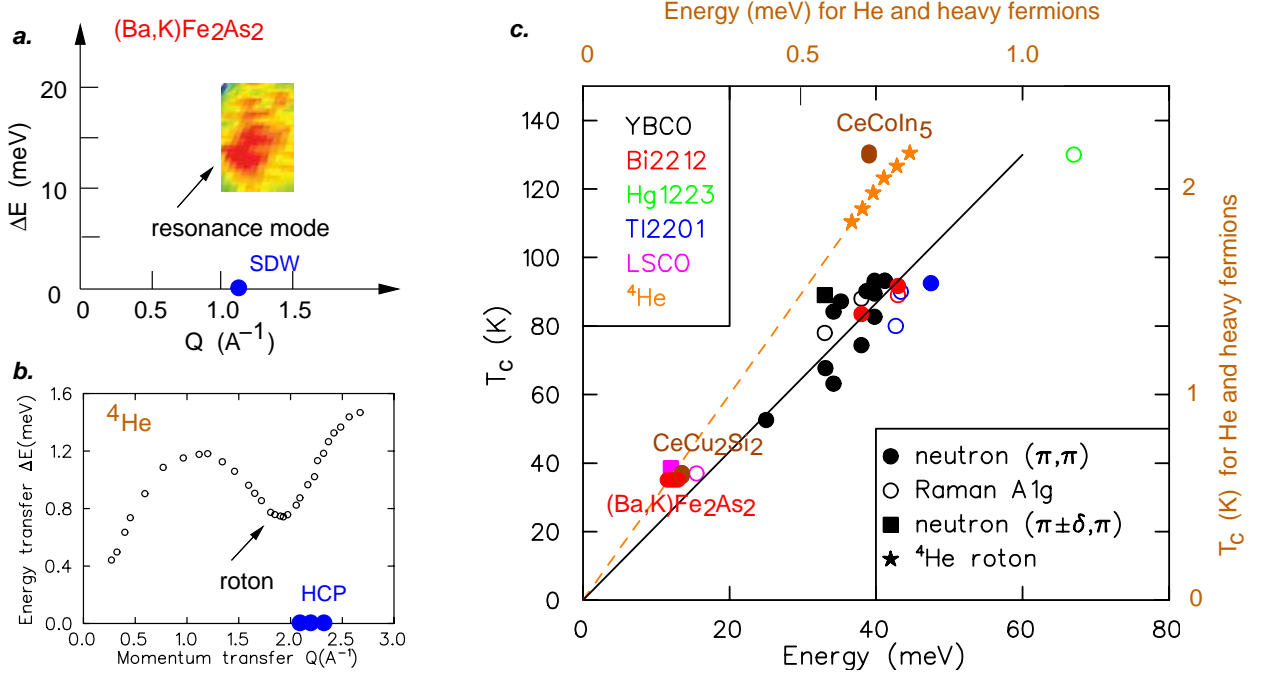 a.
(Ba,K)Fe2As2
ΔE (meV)
20
10
0
resonance mode
SDW
0 0.5 1.0 1.5
Q (A−1)
b.
4He
Energy transfer ΔE(meV)
1.6
1.2
0.8
0.4
0.0
roton
HCP
0.0 0.5 1.0 1.5 2.0 2.5 3.0
Momentum transfer Q(A−1)
c.
Energy (meV) for He and heavy fermions
0 0.5 1.0
Tc (K)
140
120
100
80
60
40
20
0
YBCO
Bi2212
Hg1223
Tl2201
LSCO
4He
CeCoIn5
CeCu2Si2
(Ba,K)Fe2As2
neutron (π,π)
Raman A1g
neutron (π±δ,π)
4He roton
0 20 40 60 80
Energy (meV)
2
1
0
Tc (K) for He and heavy fermions